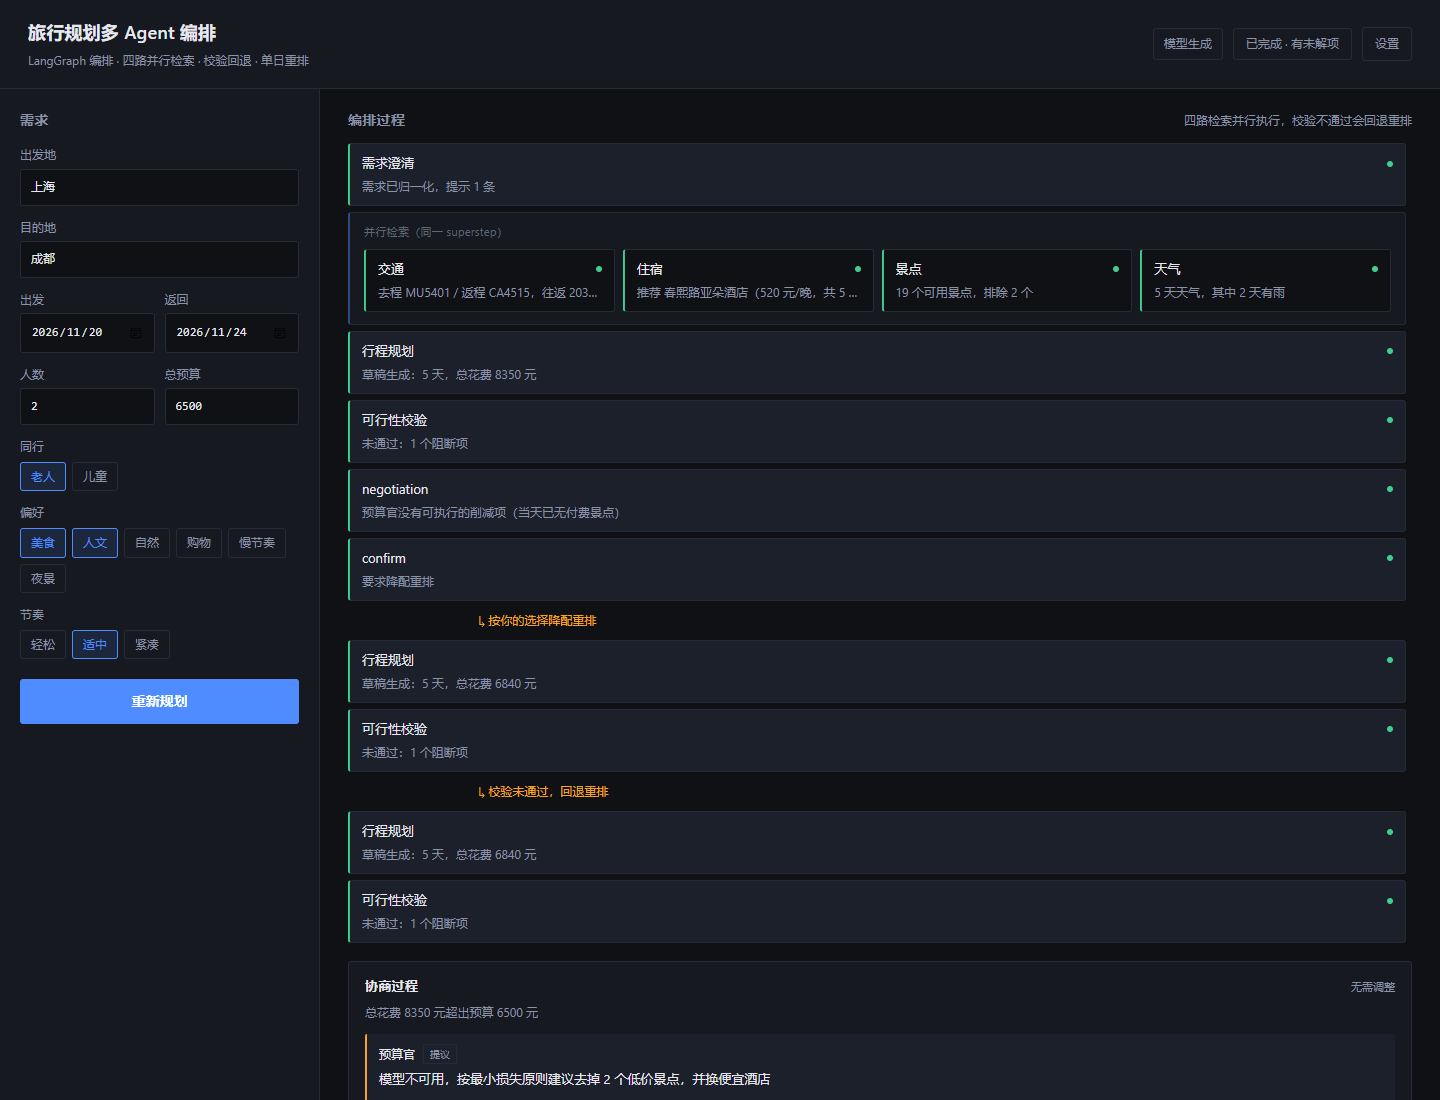 旅行规划多 Agent 编排
LangGraph 编排 · 四路并行检索 · 校验回退 · 单日重排
模型生成
已完成 · 有未解项
设置
需求
出发地
上海
目的地
成都
出发
返回
2026/11/20
2026/11/24
人数
总预算
2
6500
同行
老人
儿童
偏好
美食
人文
自然
购物
慢节奏
夜景
节奏
轻松
适中
紧凑
重新规划
编排过程
四路检索并行执行，校验不通过会回退重排
需求澄清
需求已归一化，提示 1 条
并行检索（同一 superstep）
交通
去程 MU5401 / 返程 CA4515，往返 203...
住宿
推荐 春熙路亚朵酒店（520 元/晚，共 5 ...
景点
19 个可用景点，排除 2 个
天气
5 天天气，其中 2 天有雨
行程规划
草稿生成：5 天，总花费 8350 元
可行性校验
未通过：1 个阻断项
negotiation
预算官没有可执行的削减项（当天已无付费景点）
confirm
要求降配重排
↳ 按你的选择降配重排
行程规划
草稿生成：5 天，总花费 6840 元
可行性校验
未通过：1 个阻断项
↳ 校验未通过，回退重排
行程规划
草稿生成：5 天，总花费 6840 元
可行性校验
未通过：1 个阻断项
协商过程
无需调整
总花费 8350 元超出预算 6500 元
预算官 提议
模型不可用，按最小损失原则建议去掉 2 个低价景点，并换便宜酒店